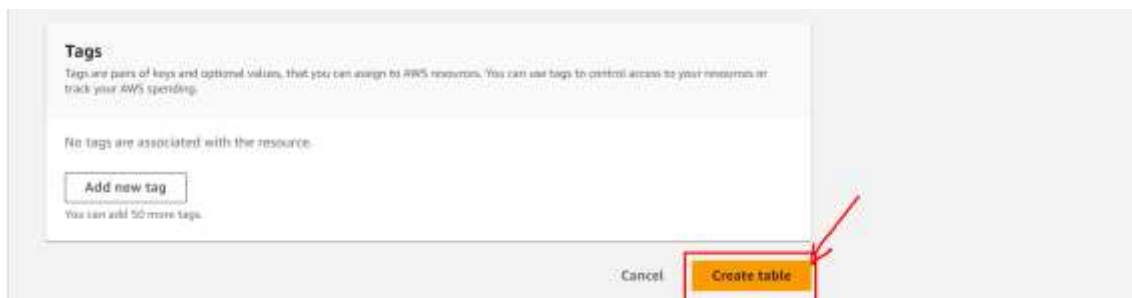 Tags
Tags are pairs of keys and optional values, that you can assign to AWS resources. You can use tags to control access to your resources or
track your AWS spending.
No tags are associated with the resource.
Add new tag
You can add 50 more tags.
Cancel
Create table